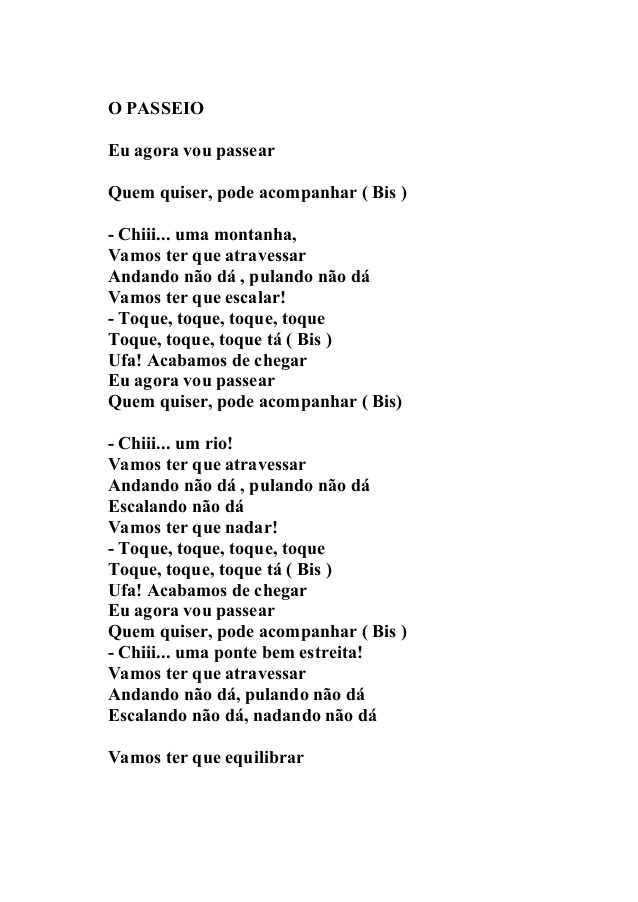 O PASSEIO
Eu agora vou passear
Quem quiser, pode acompanhar ( Bis )
- Chiii... uma montanha,
Vamos ter que atravessar
Andando não dá , pulando não dá
Vamos ter que escalar!
- Toque, toque, toque, toque
Toque, toque, toque tá ( Bis )
Ufa! Acabamos de chegar
Eu agora vou passear
Quem quiser, pode acompanhar ( Bis)
- Chiii... um rio!
Vamos ter que atravessar
Andando não dá , pulando não dá
Escalando não dá
Vamos ter que nadar!
- Toque, toque, toque, toque
Toque, toque, toque tá ( Bis )
Ufa! Acabamos de chegar
Eu agora vou passear
Quem quiser, pode acompanhar ( Bis )
- Chiii... uma ponte bem estreita!
Vamos ter que atravessar
Andando não dá, pulando não dá
Escalando não dá, nadando não dá
Vamos ter que equilibrar